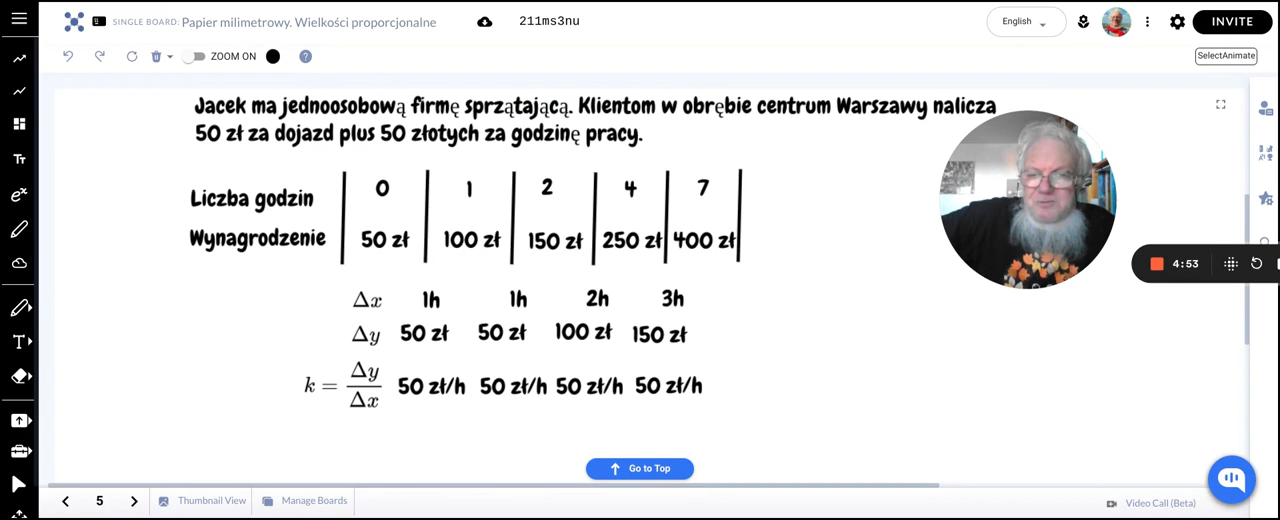 SINGLE BOARD: Papier milimetrowy. Wielkości proporcjonalne
211ms3nu
English
INVITE
ZOOM ON
SelectAnimate
Jacek ma jednoosobową firmę sprzątającą. Klientom w obrębie centrum Warszawy nalicza
50 zł za dojazd plus 50 złotych za godzinę pracy.
Liczba godzin 0 1 2 4 7
Wynagrodzenie 50 zł 100 zł 150 zł 250 zł 400 zł
Δx 1h 1h 2h 3h
Δy 50 zł 50 zł 100 zł 150 zł
k = Δy/Δx 50 zł/h 50 zł/h 50 zł/h 50 zł/h
4:53
Go to Top
5
Thumbnail View
Manage Boards
Video Call (Beta)